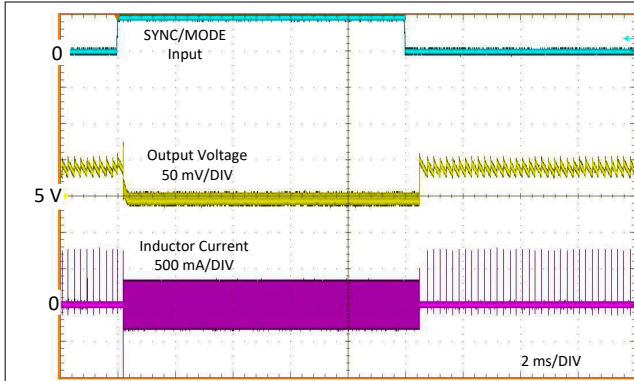 SYNC/MODE
Input
0
Output Voltage
50 mV/DIV
5 V
Inductor Current
500 mA/DIV
0
2 ms/DIV